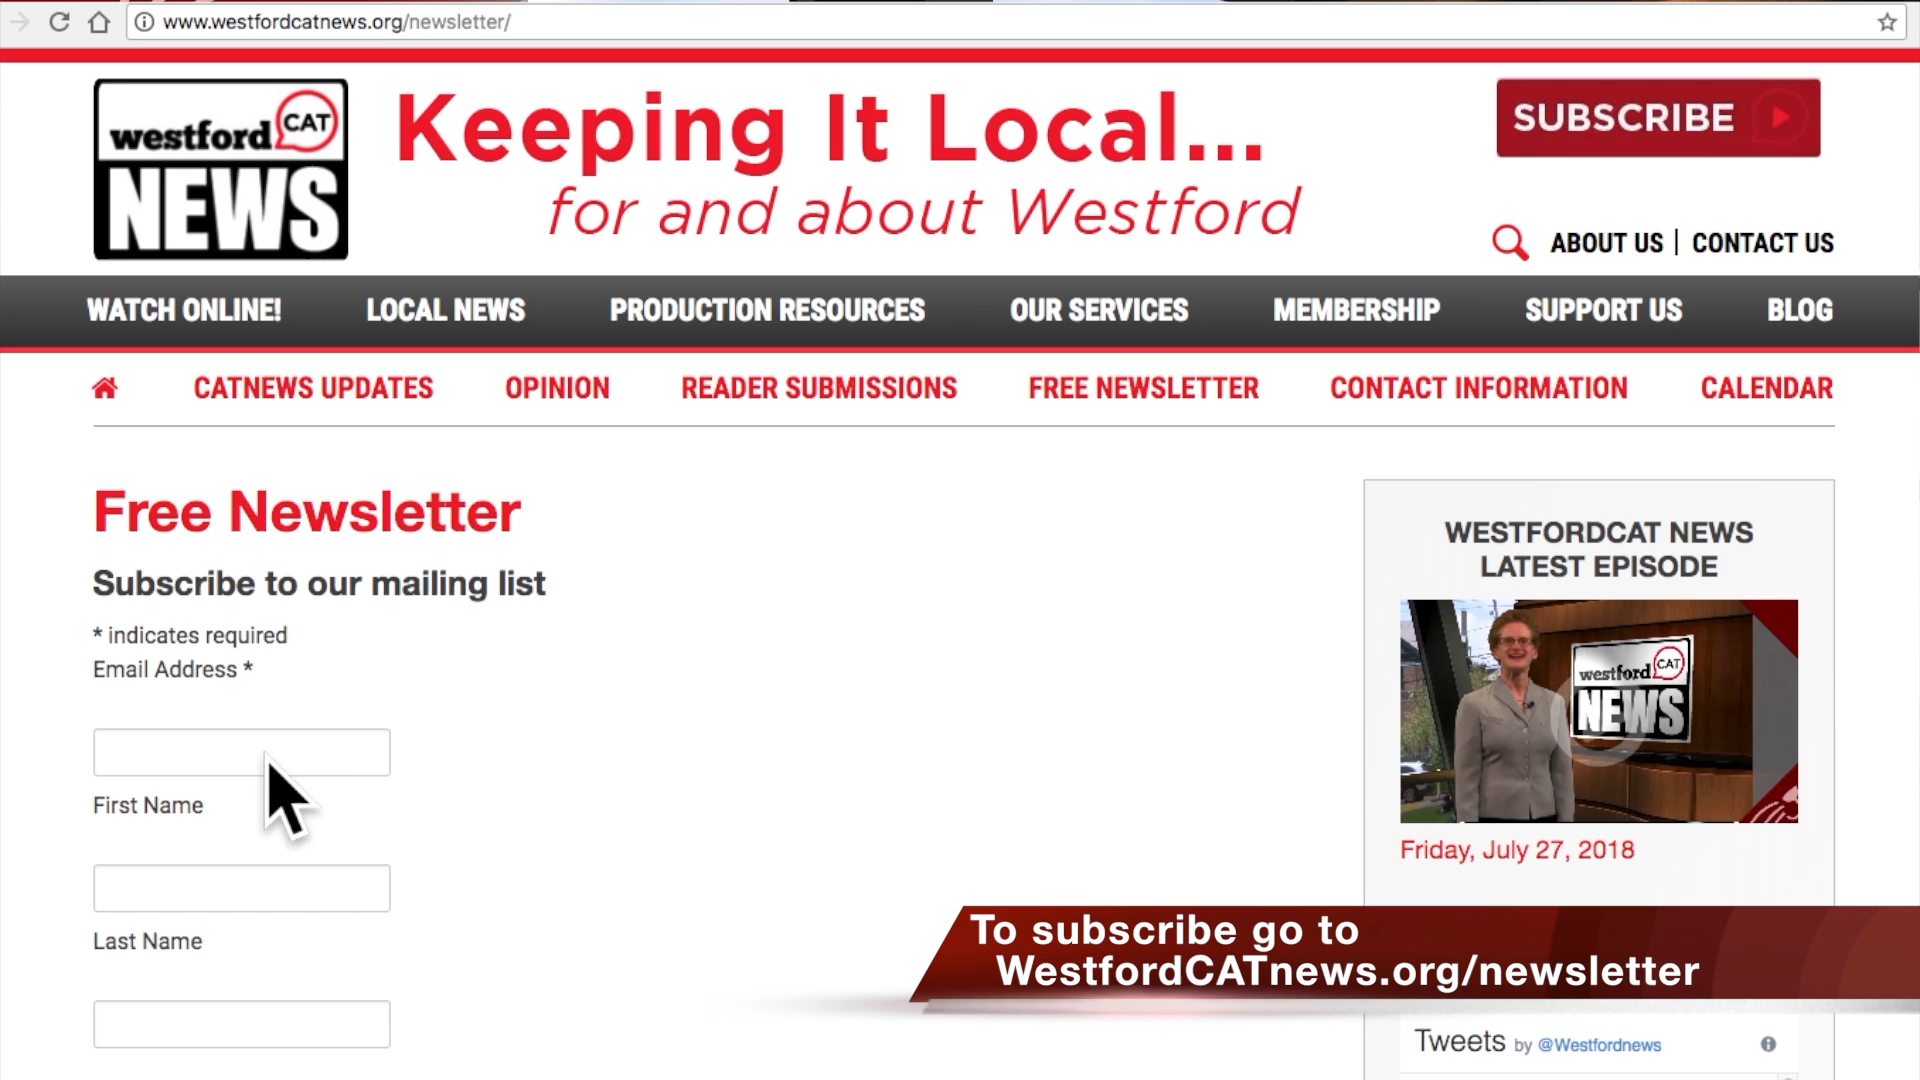 www.westfordcatnews.org/newsletter/
westford CAT
NEWS
Keeping It Local...
for and about Westford
SUBSCRIBE
ABOUT US | CONTACT US
WATCH ONLINE! LOCAL NEWS PRODUCTION RESOURCES OUR SERVICES MEMBERSHIP SUPPORT US BLOG
CATNEWS UPDATES OPINION READER SUBMISSIONS FREE NEWSLETTER CONTACT INFORMATION CALENDAR
Free Newsletter
Subscribe to our mailing list
* indicates required
Email Address *
First Name
Last Name
WESTFORDCAT NEWS
LATEST EPISODE
westford CAT
NEWS
Friday, July 27, 2018
To subscribe go to
WestfordCATnews.org/newsletter
Tweets by @Westfordnews